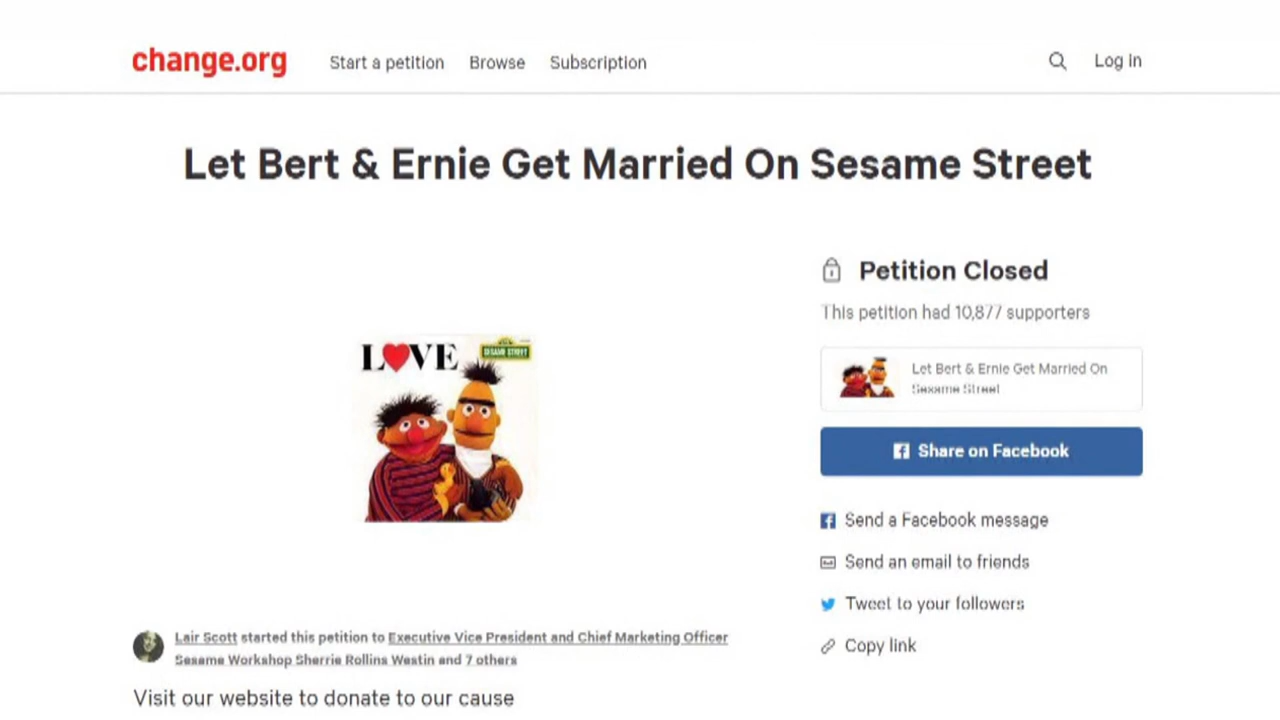 change.org Start a petition Browse Subscription Log in
Let Bert & Ernie Get Married On Sesame Street
Petition Closed
This petition had 10,877 supporters
LOVE SESAME STREET
Let Bert & Ernie Get Married On
Sesame Street
Share on Facebook
Send a Facebook message
Send an email to friends
Tweet to your followers
Copy link
Lair Scott started this petition to Executive Vice President and Chief Marketing Officer
Sesame Workshop Sherrie Rollins Westin and 7 others
Visit our website to donate to our cause